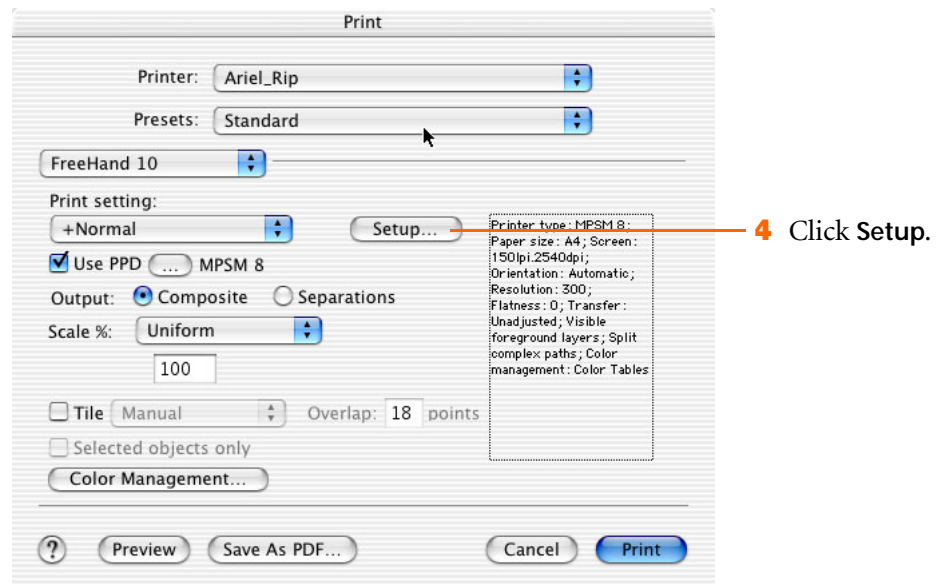 Print
Printer: Ariel_Rip
Presets: Standard
FreeHand 10
Print setting:
+Normal
Setup...
4 Click Setup.
Use PPD ... MPSM 8
Output: Composite Separations
Scale %: Uniform
100
Tile Manual Overlap: 18 points
Selected objects only
Color Management...
Printer type: MPSM 8;
Paper size: A4; Screen:
150lpi.2540dpi;
Orientation: Automatic;
Resolution: 300;
Flatness: 0; Transfer:
Unadjusted; Visible
foreground layers; Split
complex paths; Color
management: Color Tables
? Preview Save As PDF... Cancel Print